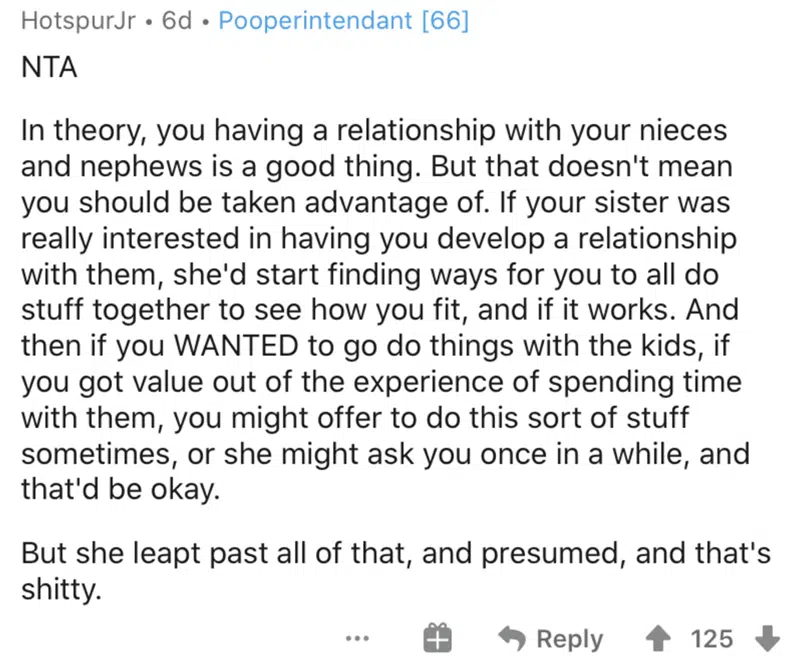 HotspurJr • 6d • Pooperintendant [66]
NTA
In theory, you having a relationship with your nieces
and nephews is a good thing. But that doesn't mean
you should be taken advantage of. If your sister was
really interested in having you develop a relationship
with them, she'd start finding ways for you to all do
stuff together to see how you fit, and if it works. And
then if you WANTED to go do things with the kids, if
you got value out of the experience of spending time
with them, you might offer to do this sort of stuff
sometimes, or she might ask you once in a while, and
that'd be okay.
But she leapt past all of that, and presumed, and that's
shitty.
... Reply 125